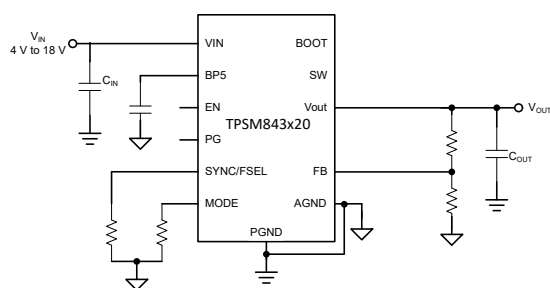 VIN
4 V to 18 V
CIN
VIN
BP5
EN
PG
SYNC/FSEL
MODE
BOOT
SW
Vout
FB
AGND
PGND
TPSM843x20
VOUT
COUT